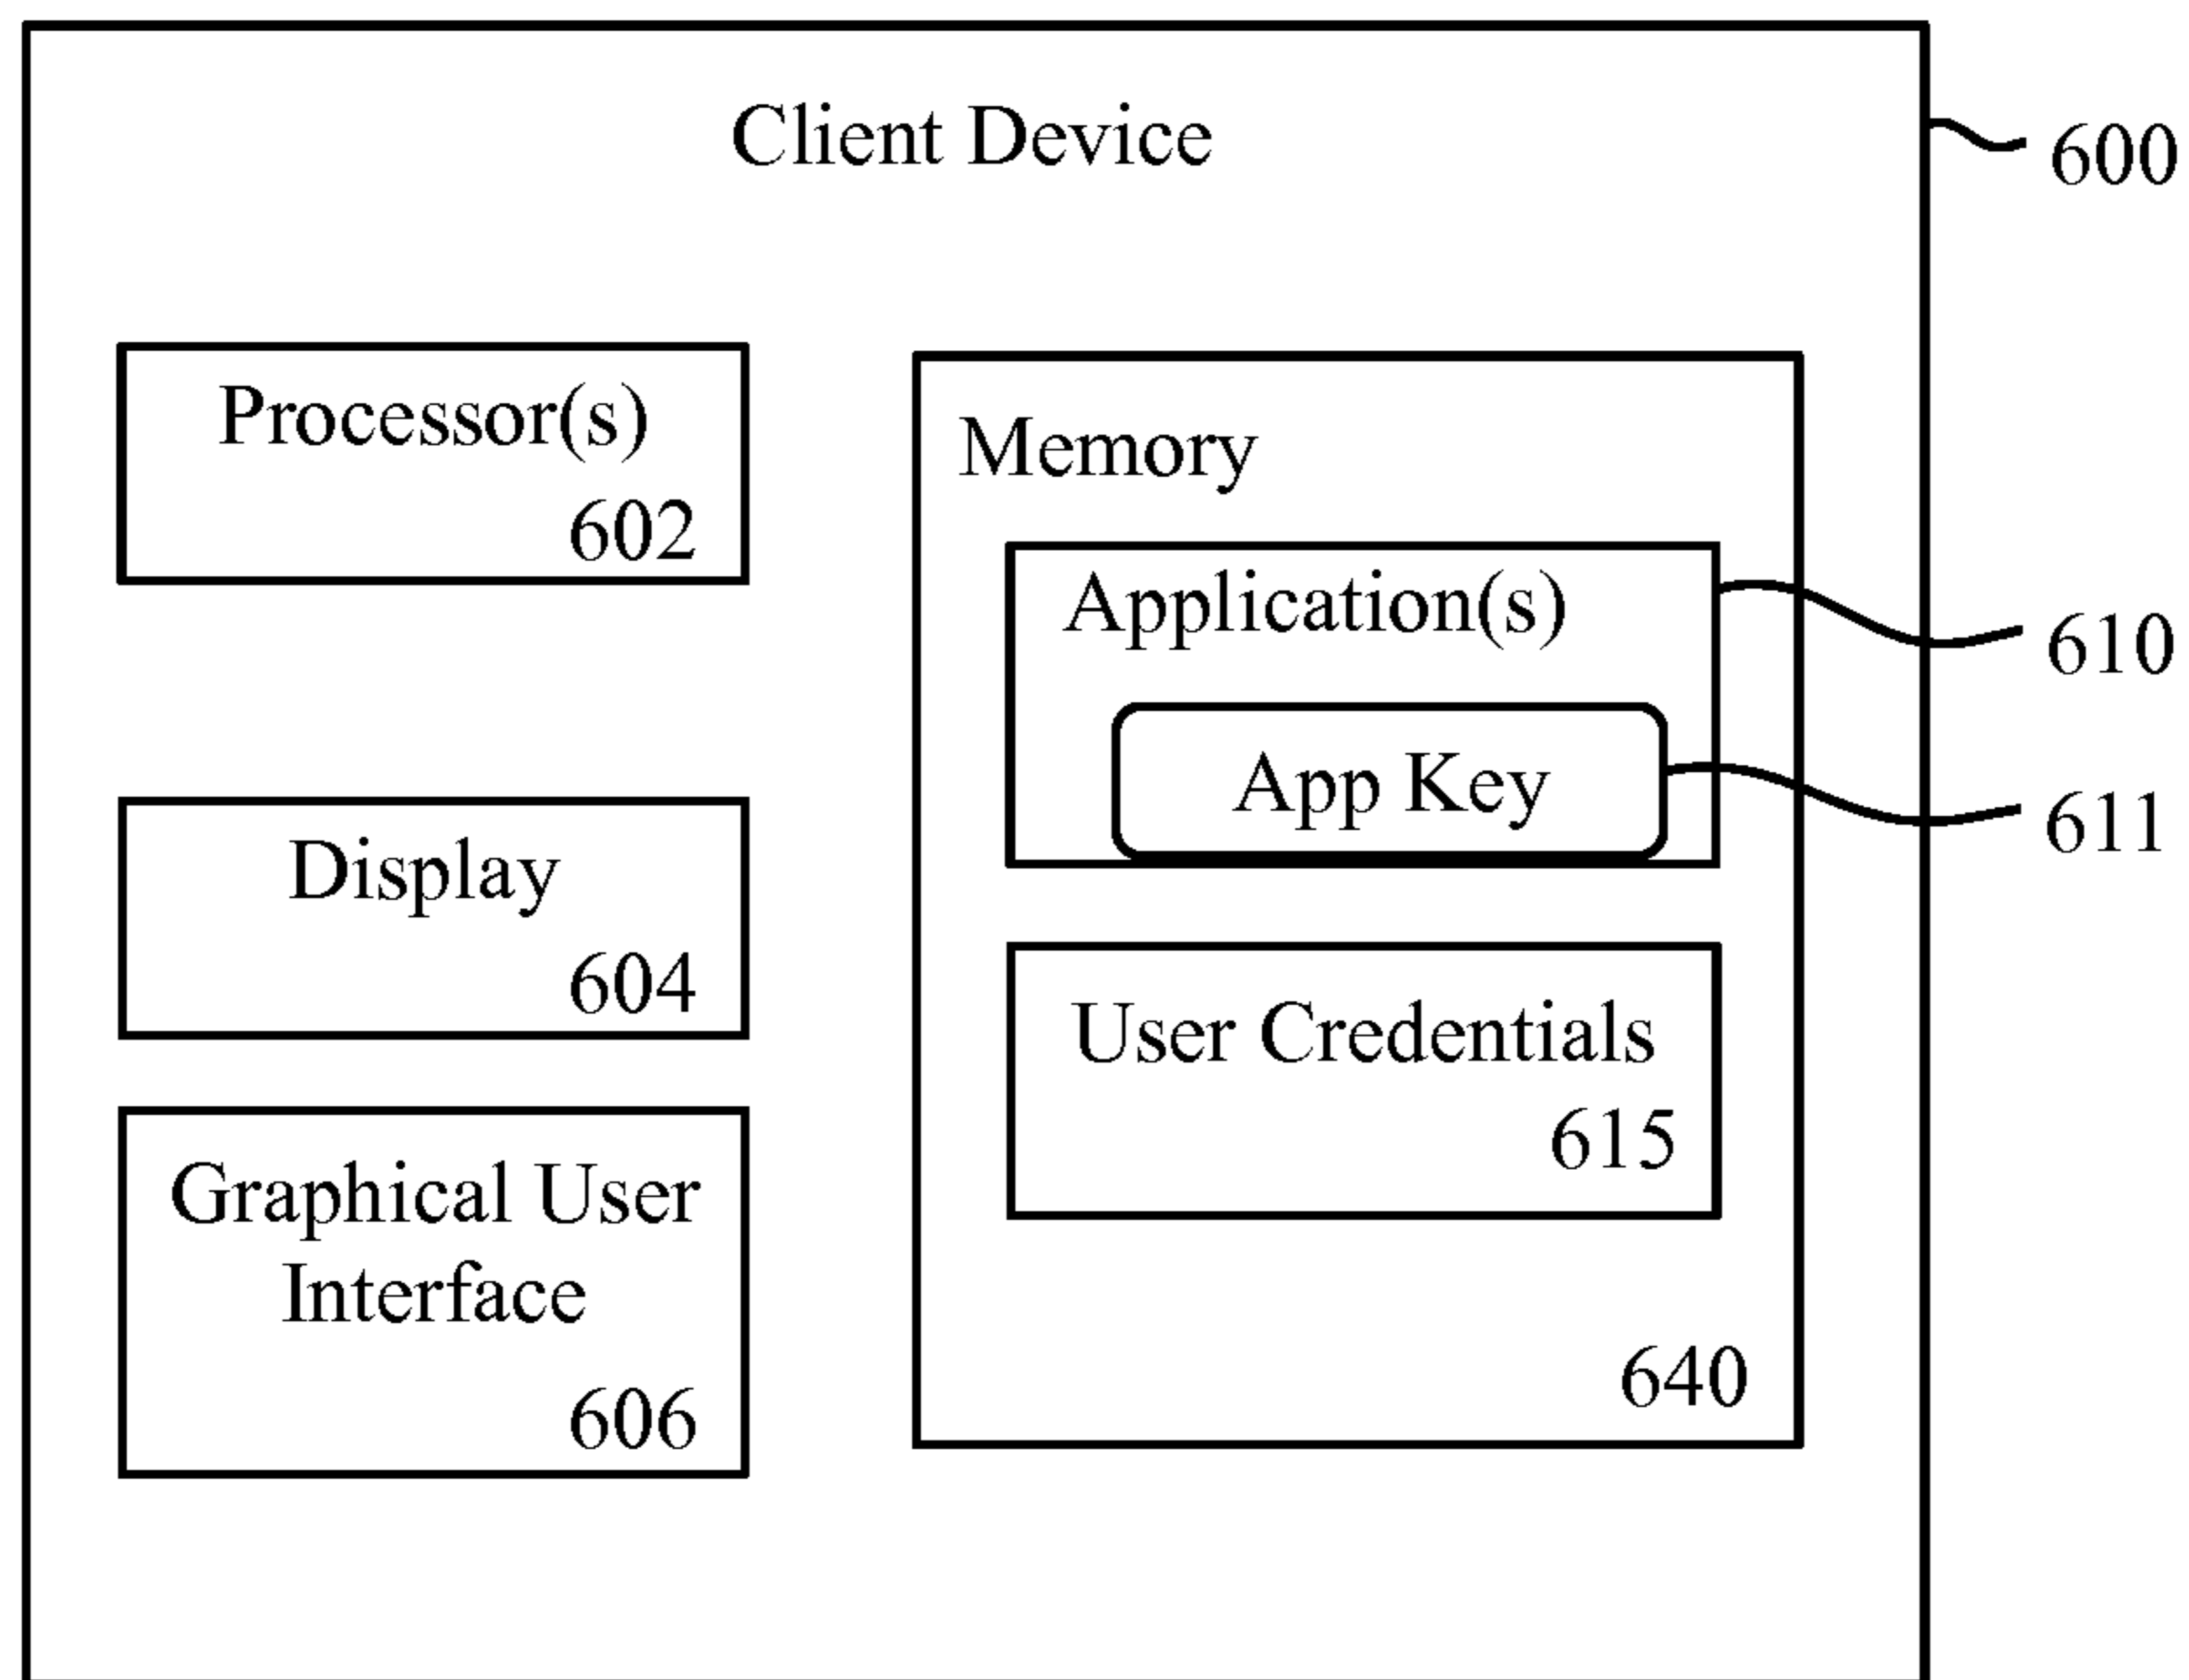 Client Device
600
Processor(s)
602
Memory
Application(s)
610
App Key
611
Display
604
User Credentials
615
Graphical User
Interface
606
640